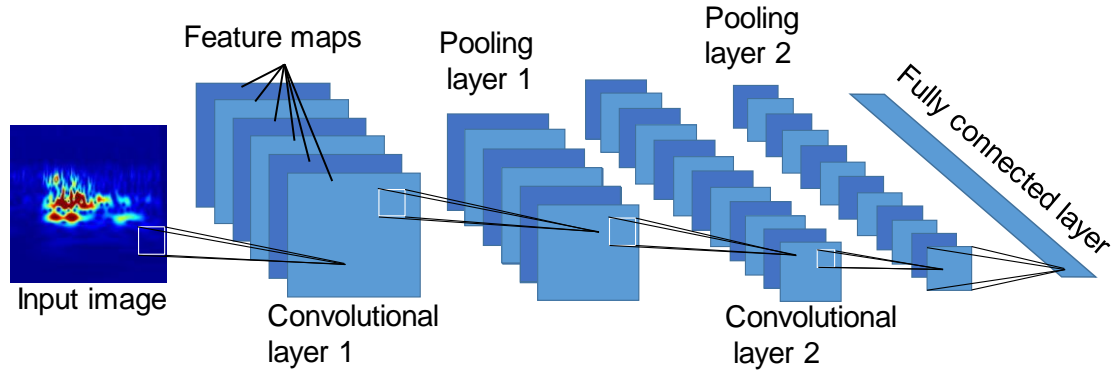 Feature maps
Pooling
layer 1
Pooling
layer 2
Fully connected layer
Input image
Convolutional
layer 1
Convolutional
layer 2